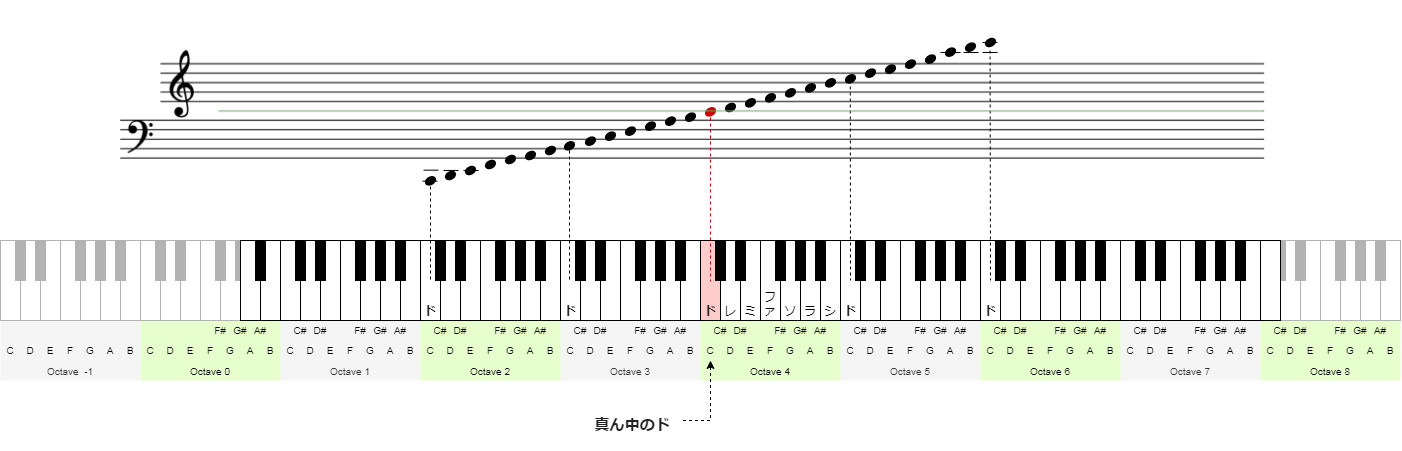 ド ド ド レ ミ ファ ソ ラ シ ド ド
F# G# A# C# D# F# G# A# C# D# F# G# A# C# D# F# G# A# C# D# F# G# A# C# D# F# G# A# C# D# F# G# A# C# D# F# G# A# C# D# F# G# A#
C D E F G A B C D E F G A B C D E F G A B C D E F G A B C D E F G A B C D E F G A B C D E F G A B C D E F G A B C D E F G A B C D E F G A B
Octave -1 Octave 0 Octave 1 Octave 2 Octave 3 Octave 4 Octave 5 Octave 6 Octave 7 Octave 8
真ん中のド